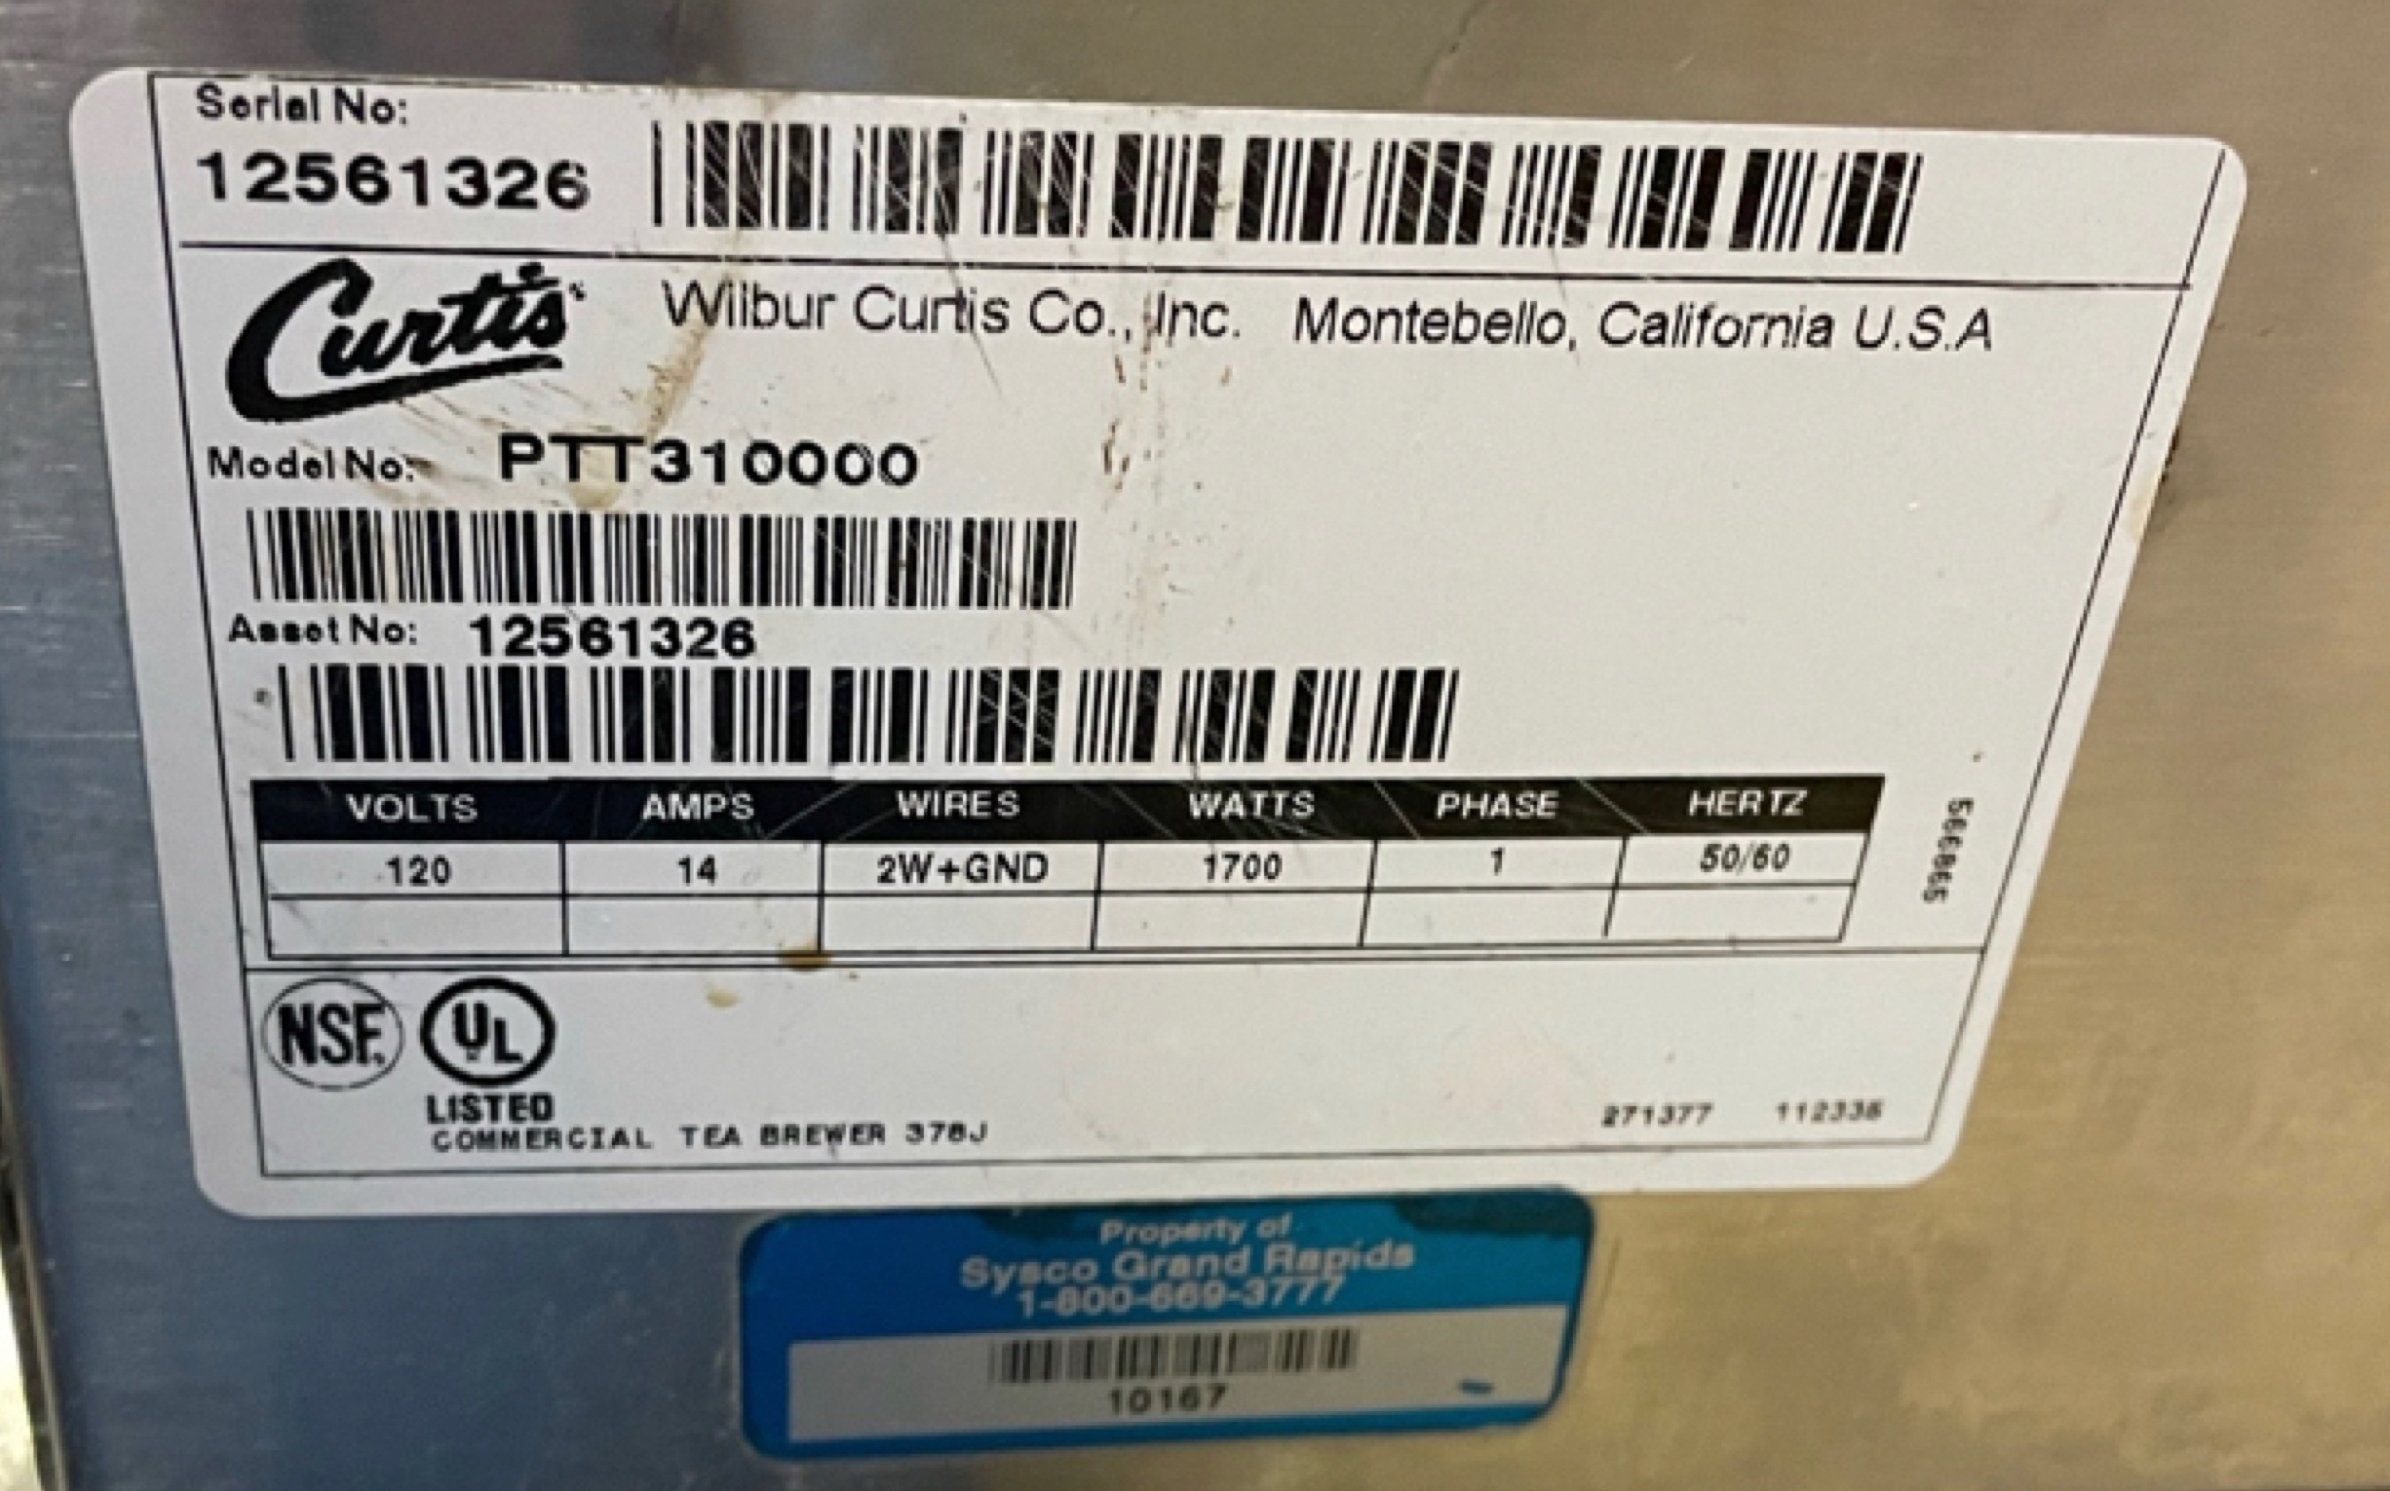 Serial No:
12561326
Curtis Wilbur Curtis Co., Inc. Montebello, California U.S.A
Model No: PTT310000
Asset No: 12561326
VOLTS AMPS WIRES WATTS PHASE HERTZ
120 14 2W+GND 1700 1 50/60
566865
NSF. UL
LISTED
COMMERCIAL TEA BREWER 378J
271377 112335
Property of
Sysco Grand Rapids
1-800-669-3777
10167